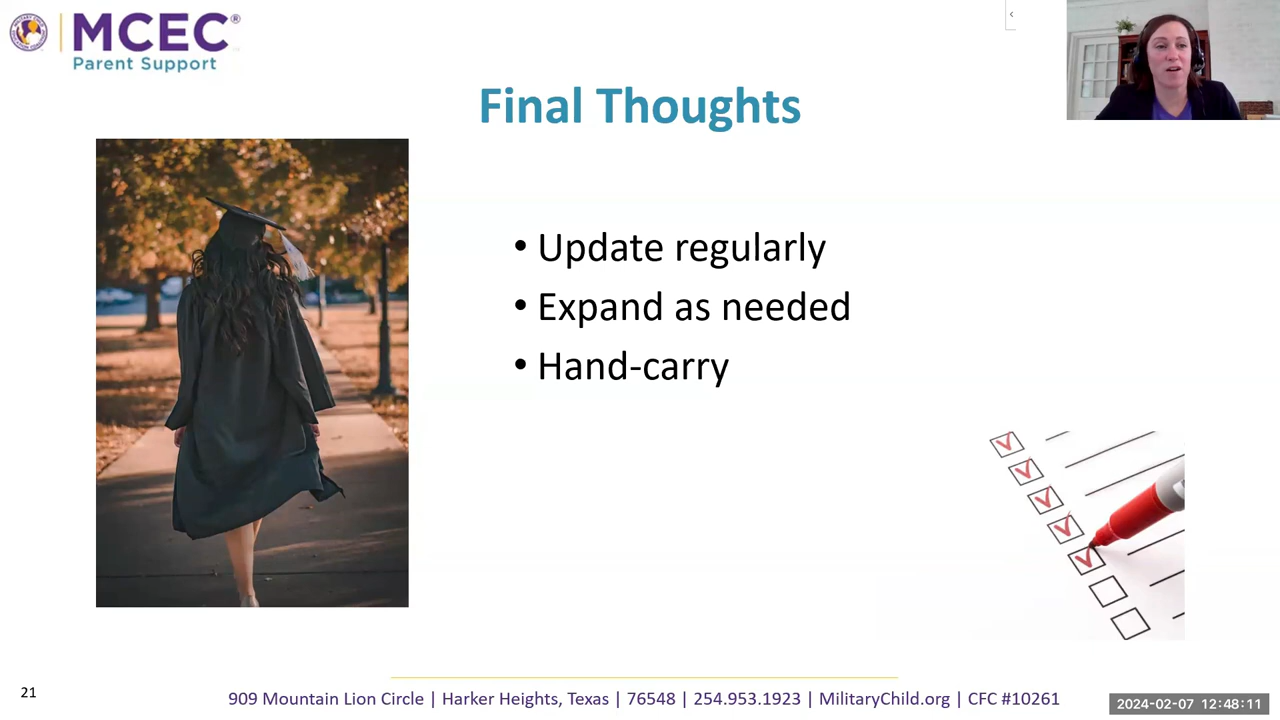 MCEC®
Parent Support
Final Thoughts
• Update regularly
• Expand as needed
• Hand-carry
21
909 Mountain Lion Circle | Harker Heights, Texas | 76548 | 254.953.1923 | MilitaryChild.org | CFC #10261
2024-02-07 12:48:11